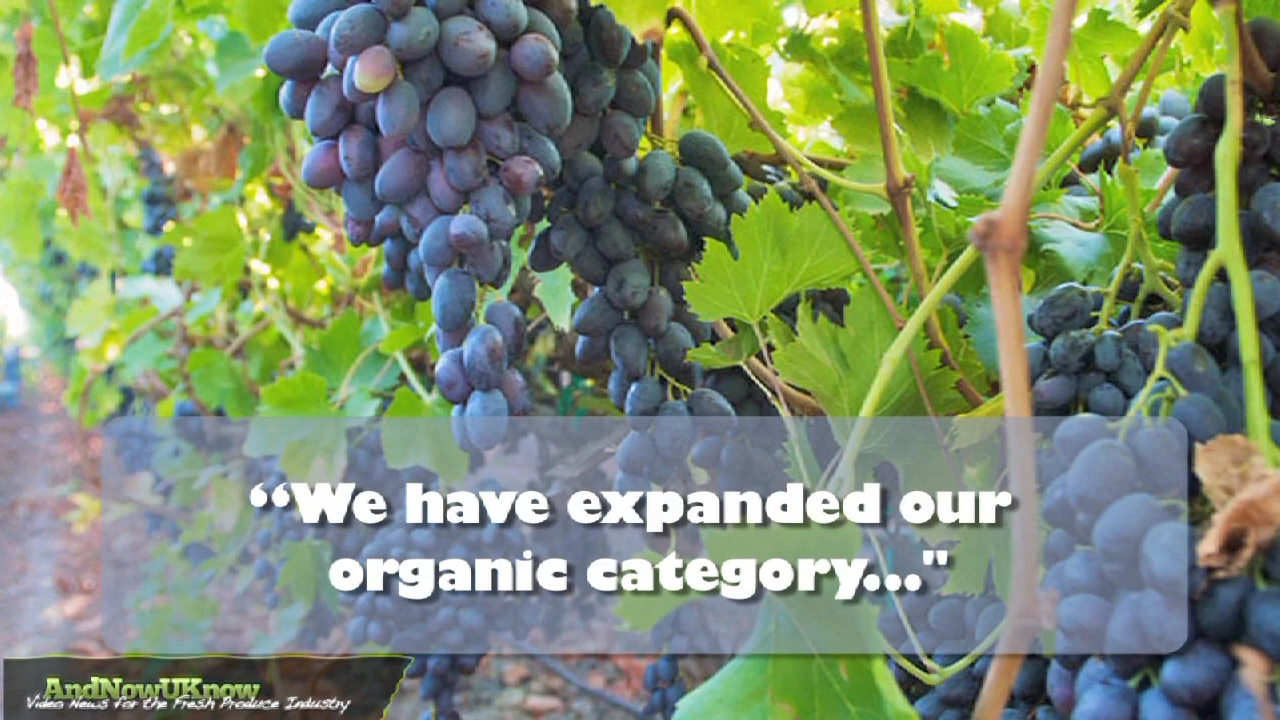 “We have expanded our
organic category..."
AndNowUKnow
Video News for the Fresh Produce Industry